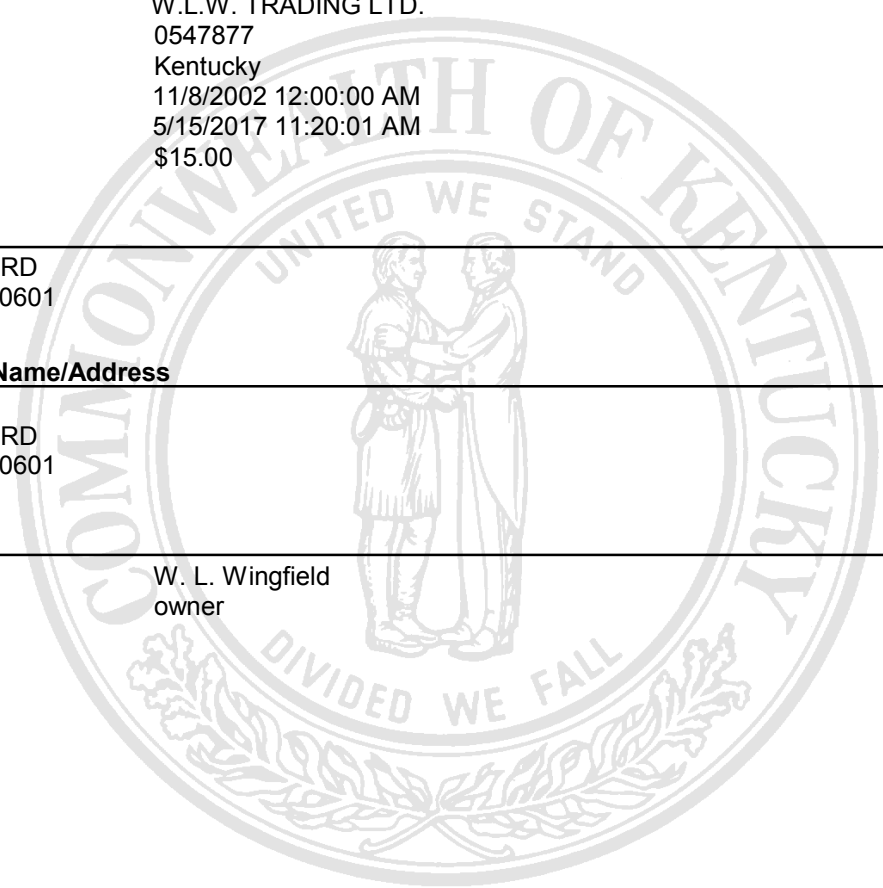 W.L.W. TRADING LTD.
0547877
Kentucky
11/8/2002 12:00:00 AM
5/15/2017 11:20:01 AM
$15.00
RD
0601
Name/Address
RD
0601
W. L. Wingfield
owner
COMMONWEALTH OF KENTUCKY
UNITED WE STAND
DIVIDED WE FALL